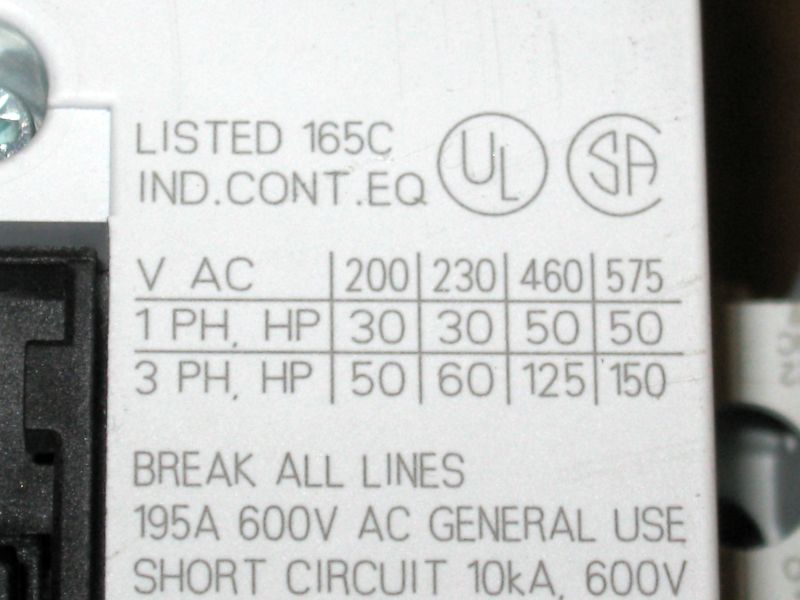 LISTED 165C UL SA
IND.CONT.EQ
V AC 200 230 460 575
1 PH, HP 30 30 50 50
3 PH, HP 50 60 125 150
BREAK ALL LINES
195A 600V AC GENERAL USE
SHORT CIRCUIT 10kA, 600V